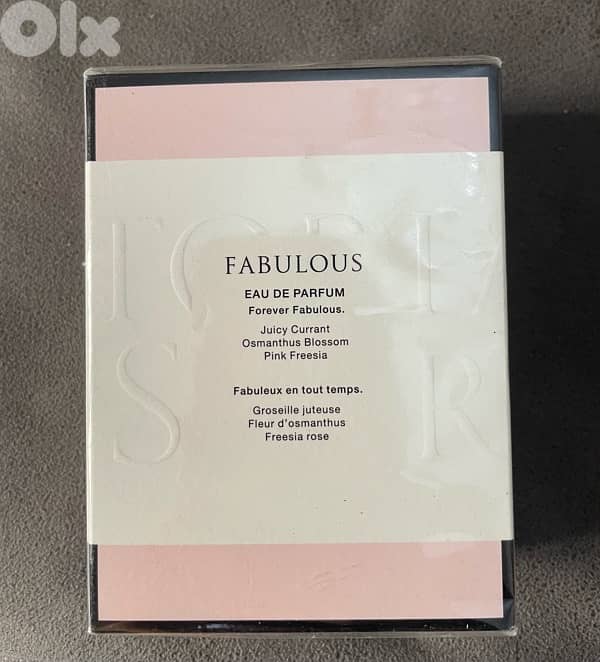 Olx
FABULOUS
EAU DE PARFUM
Forever Fabulous.
Juicy Currant
Osmanthus Blossom
Pink Freesia
Fabuleux en tout temps.
Groseille juteuse
Fleur d'osmanthus
Freesia rose